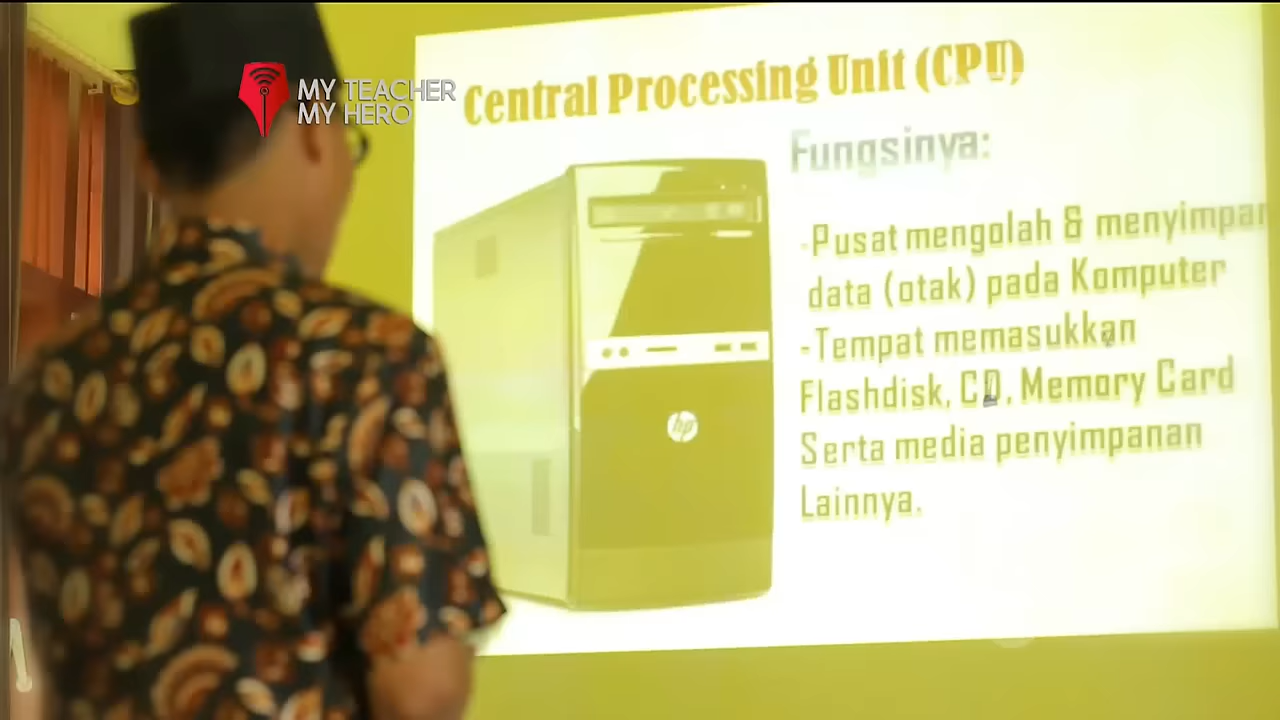 MY TEACHER
MY HERO
Central Processing Unit (CPU)
Fungsinya:
-Pusat mengolah & menyimpan
data (otak) pada Komputer
-Tempat memasukkan
Flashdisk, CD, Memory Card
Serta media penyimpanan
Lainnya.
hp